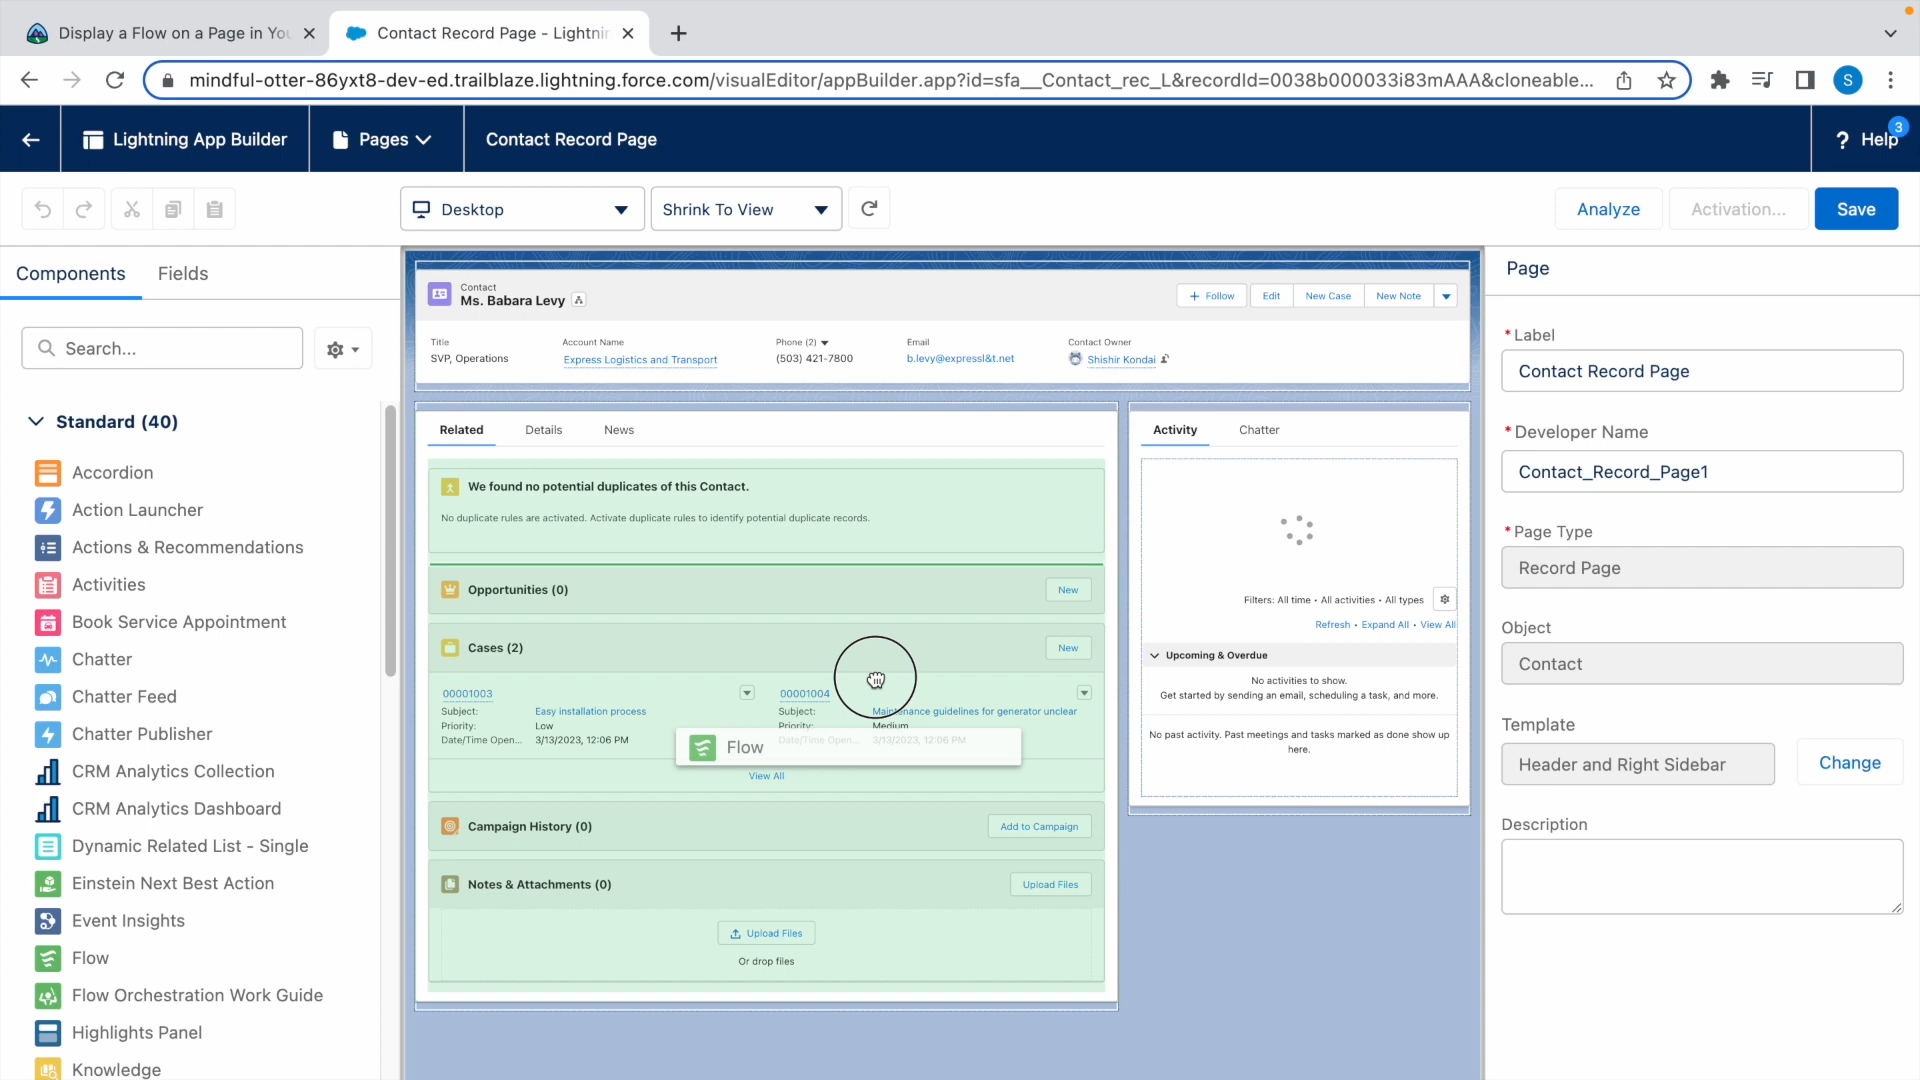 Display a Flow on a Page in You
Contact Record Page - Lightnin
mindful-otter-86yxt8-dev-ed.trailblaze.lightning.force.com/visualEditor/appBuilder.app?id=sfa__Contact_rec_L&recordId=0038b000033i83mAAA&cloneable...
S
Lightning App Builder
Pages
Contact Record Page
? Help
3
Desktop
Shrink To View
Analyze
Activation...
Save
Components
Fields
Search...
Standard (40)
Accordion
Action Launcher
Actions & Recommendations
Activities
Book Service Appointment
Chatter
Chatter Feed
Chatter Publisher
CRM Analytics Collection
CRM Analytics Dashboard
Dynamic Related List - Single
Einstein Next Best Action
Event Insights
Flow
Flow Orchestration Work Guide
Highlights Panel
Knowledge
Contact
Ms. Babara Levy
+ Follow
Edit
New Case
New Note
Title
SVP, Operations
Account Name
Express Logistics and Transport
Phone (2)
(503) 421-7800
Email
b.levy@expressl&t.net
Contact Owner
Shishir Kondai
Related
Details
News
We found no potential duplicates of this Contact.
No duplicate rules are activated. Activate duplicate rules to identify potential duplicate records.
Opportunities (0)
New
Cases (2)
New
00001003
Subject:
Easy installation process
Priority:
Low
Date/Time Open...
3/13/2023, 12:06 PM
00001004
Subject:
Maintenance guidelines for generator unclear
Priority:
Medium
Date/Time Open...
3/13/2023, 12:06 PM
Flow
View All
Campaign History (0)
Add to Campaign
Notes & Attachments (0)
Upload Files
Upload Files
Or drop files
Activity
Chatter
Filters: All time • All activities • All types
Refresh • Expand All • View All
Upcoming & Overdue
No activities to show.
Get started by sending an email, scheduling a task, and more.
No past activity. Past meetings and tasks marked as done show up
here.
Page
* Label
Contact Record Page
* Developer Name
Contact_Record_Page1
* Page Type
Record Page
Object
Contact
Template
Header and Right Sidebar
Change
Description